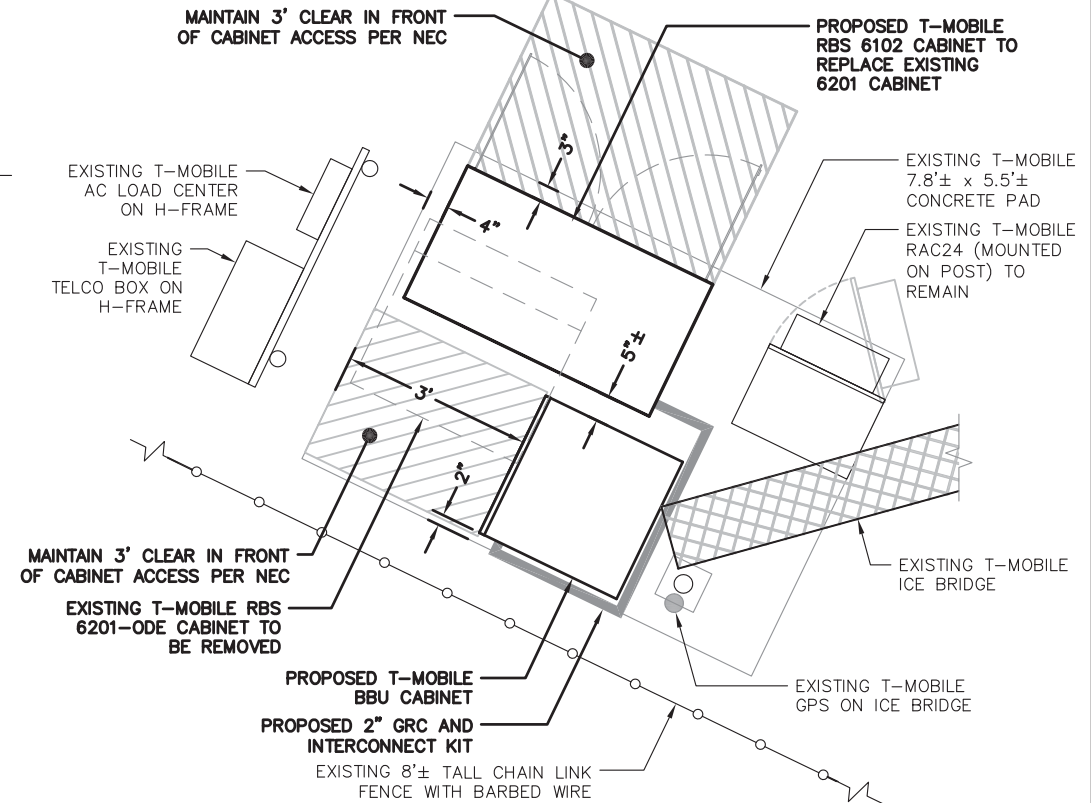 MAINTAIN 3' CLEAR IN FRONT
OF CABINET ACCESS PER NEC
PROPOSED T-MOBILE
RBS 6102 CABINET TO
REPLACE EXISTING
6201 CABINET
EXISTING T-MOBILE
AC LOAD CENTER
ON H-FRAME
EXISTING
T-MOBILE
TELCO BOX ON
H-FRAME
3"
4"
EXISTING T-MOBILE
7.8'± x 5.5'±
CONCRETE PAD
EXISTING T-MOBILE
RAC24 (MOUNTED
ON POST) TO
REMAIN
5"±
3'
2"
MAINTAIN 3' CLEAR IN FRONT
OF CABINET ACCESS PER NEC
EXISTING T-MOBILE RBS
6201-ODE CABINET TO
BE REMOVED
EXISTING T-MOBILE
ICE BRIDGE
PROPOSED T-MOBILE
BBU CABINET
EXISTING T-MOBILE
GPS ON ICE BRIDGE
PROPOSED 2" GRC AND
INTERCONNECT KIT
EXISTING 8'± TALL CHAIN LINK
FENCE WITH BARBED WIRE